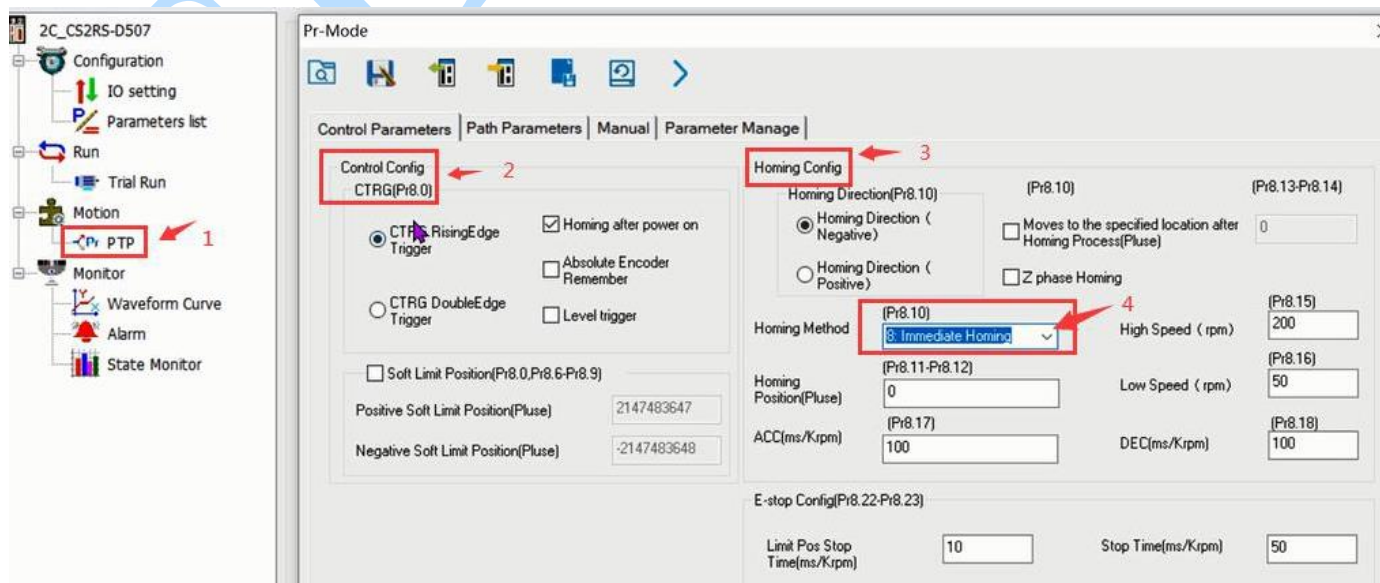 2C_CS2RS-D507
Configuration
IO setting
Parameters list
Run
Trial Run
Motion
Pr PTP
1
Monitor
Waveform Curve
Alarm
State Monitor
Pr-Mode
Control Parameters
Path Parameters
Manual
Parameter Manage
Control Config
2
CTRG(Pr8.0)
CTRG RisingEdge
Trigger
Homing after power on
Absolute Encoder
Remember
CTRG DoubleEdge
Trigger
Level trigger
Soft Limit Position(Pr8.0,Pr8.6-Pr8.9)
Positive Soft Limit Position(Pluse)
2147483647
Negative Soft Limit Position(Pluse)
-2147483648
Homing Config
3
Homing Direction(Pr8.10)
Homing Direction (
Negative)
Homing Direction (
Positive)
(Pr8.10)
(Pr8.13-Pr8.14)
Moves to the specified location after
Homing Process(Pluse)
0
Z phase Homing
Homing Method
(Pr8.10)
8: Immediate Homing
4
High Speed ( rpm)
(Pr8.15)
200
Homing
Position(Pluse)
(Pr8.11-Pr8.12)
0
Low Speed ( rpm)
(Pr8.16)
50
ACC(ms/Krpm)
(Pr8.17)
100
DEC(ms/Krpm)
(Pr8.18)
100
E-stop Config(Pr8.22-Pr8.23)
Limit Pos Stop
Time(ms/Krpm)
10
Stop Time(ms/Krpm)
50